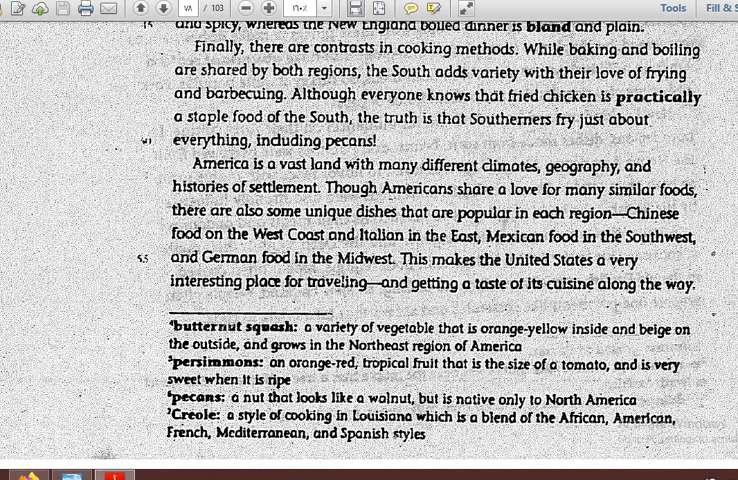 / 103
Tools
Fill & S
and spicy, whereas the New England boiled dinner is bland and plain.
Finally, there are contrasts in cooking methods. While baking and boiling
are shared by both regions, the South adds variety with their love of frying
and barbecuing. Although everyone knows that fried chicken is practically
a staple food of the South, the truth is that Southerners fry just about
everything, including pecans!
America is a vast land with many different climates, geography, and
histories of settlement. Though Americans share a love for many similar foods,
there are also some unique dishes that are popular in each region—Chinese
food on the West Coast and Italian in the East, Mexican food in the Southwest,
55 and German food in the Midwest. This makes the United States a very
interesting place for traveling—and getting a taste of its cuisine along the way.
⁴butternut squash: a variety of vegetable that is orange-yellow inside and beige on
the outside, and grows in the Northeast region of America
⁵persimmons: an orange-red, tropical fruit that is the size of a tomato, and is very
sweet when it is ripe
⁶pecans: a nut that looks like a walnut, but is native only to North America
⁷Creole: a style of cooking in Louisiana which is a blend of the African, American,
French, Mediterranean, and Spanish styles